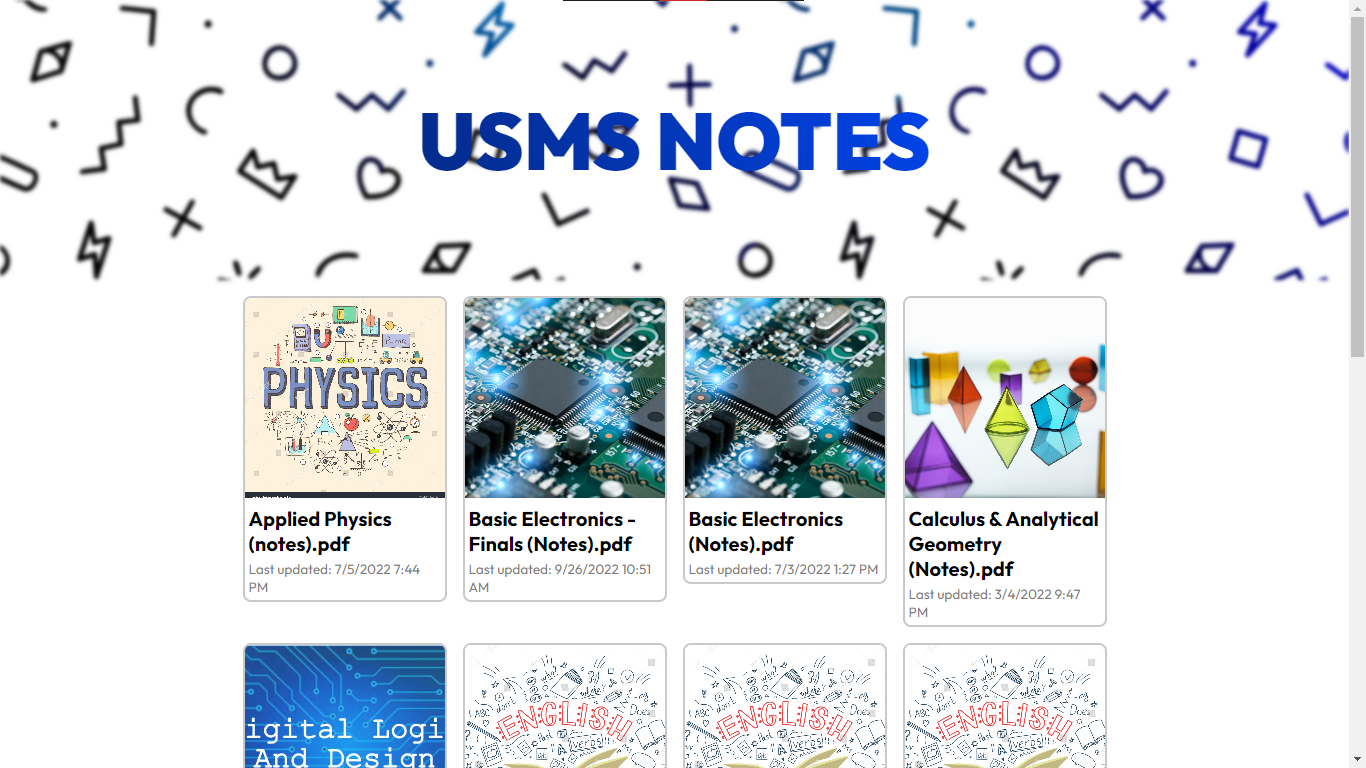 USMS NOTES
PHYSICS
Applied Physics
(notes).pdf
Last updated: 7/5/2022 7:44
PM
Basic Electronics -
Finals (Notes).pdf
Last updated: 9/26/2022 10:51
AM
Basic Electronics
(Notes).pdf
Last updated: 7/3/2022 1:27 PM
Calculus & Analytical
Geometry
(Notes).pdf
Last updated: 3/4/2022 9:47
PM
igital Logi
And Design
ENGLISH
ENGLISH
ENGLISH